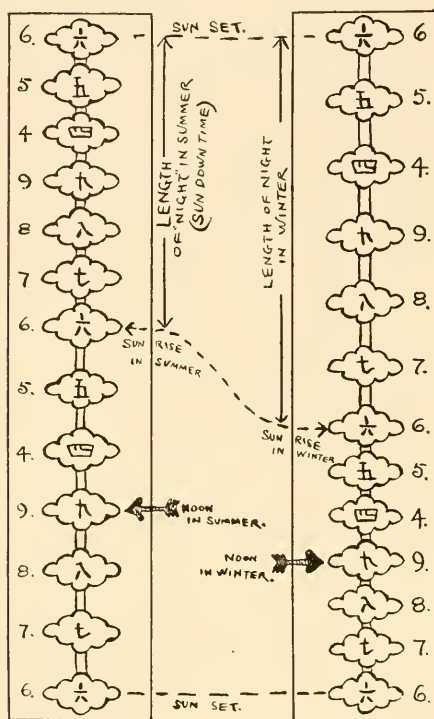 SUN SET.
6. 六
5 五
4 四
9 九
8 八
7 七
6. 六
5. 五
4. 四
9. 九
8. 八
7. 七
6. 六
LENGTH
OF "NIGHT" IN SUMMER
(SUN DOWN TIME)
LENGTH OF NIGHT
IN WINTER
SUN RISE
IN SUMMER
SUN RISE
IN WINTER
NOON
IN SUMMER.
NOON
IN WINTER.
六 6
五 5.
四 4.
九 9.
八 8.
七 7.
六 6.
五 5.
四 4.
九 9.
八 8.
七 7.
六 6.
SUN SET.